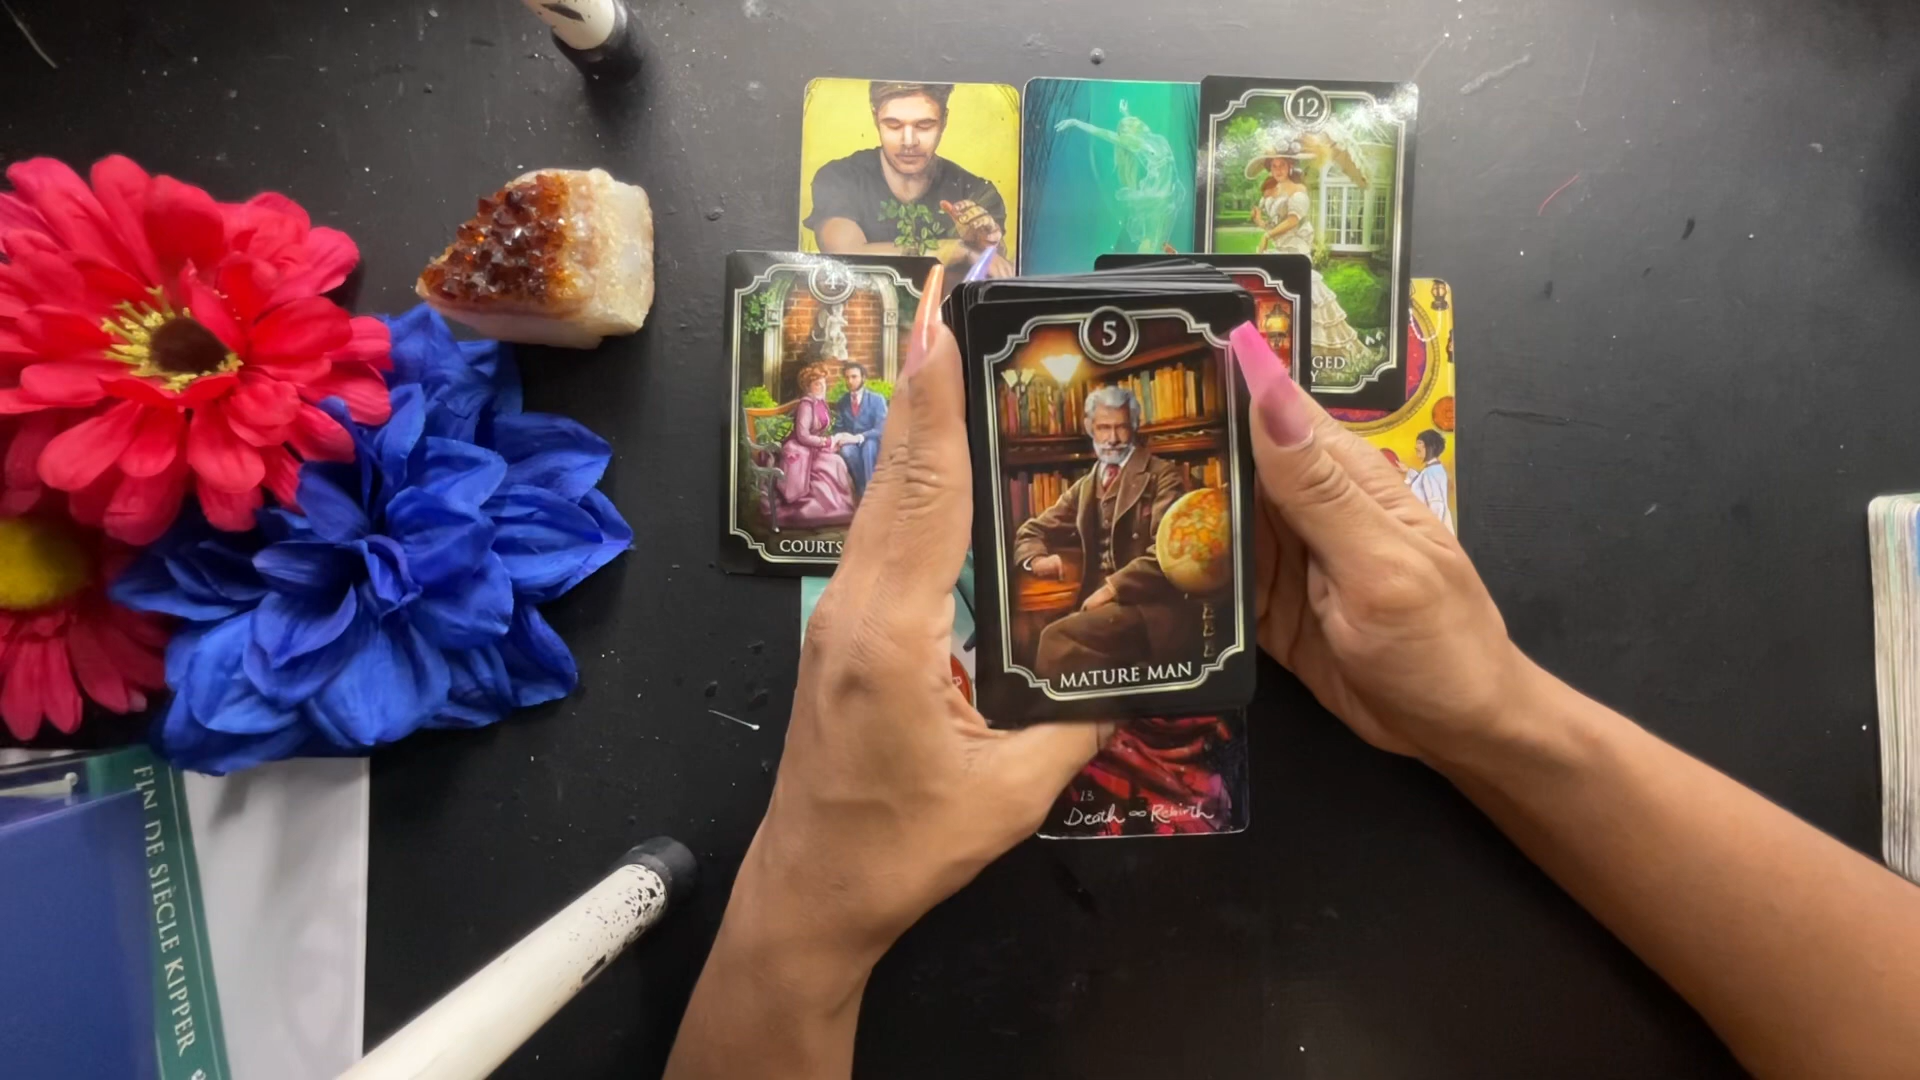 12
4
COURTS
GED
Y
5
MATURE MAN
13
Death ∞ Rebirth
FIN DE SIÈCLE KIPPER